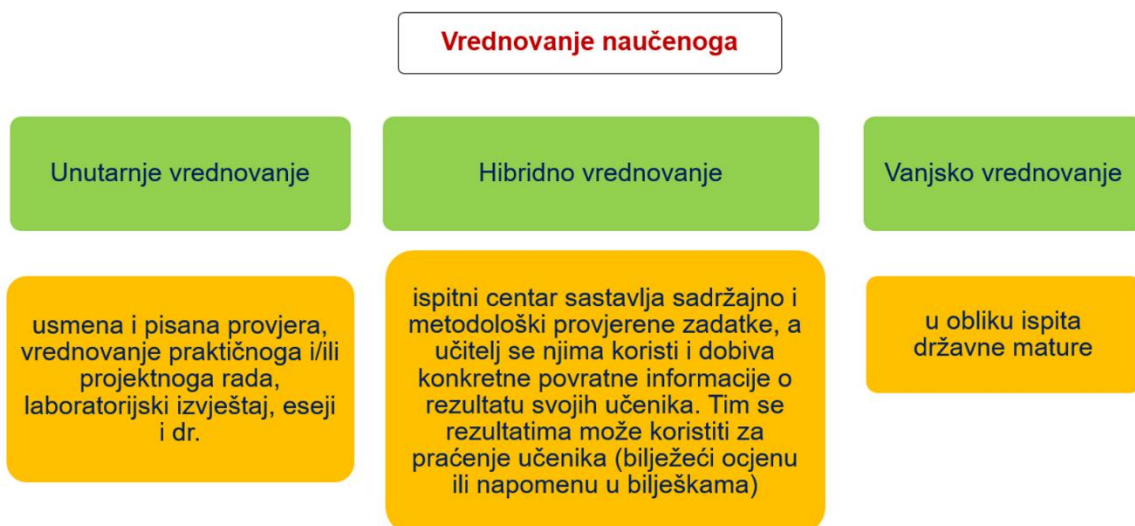 Vrednovanje naučenoga
Unutarnje vrednovanje
usmena i pisana provjera,
vrednovanje praktičnoga i/ili
projektnoga rada,
laboratorijski izvještaj, eseji
i dr.
Hibridno vrednovanje
ispitni centar sastavlja sadržajno i
metodološki provjerene zadatke, a
učitelj se njima koristi i dobiva
konkretne povratne informacije o
rezultatu svojih učenika. Tim se
rezultatima može koristiti za
praćenje učenika (bilježeći ocjenu
ili napomenu u bilješkama)
Vanjsko vrednovanje
u obliku ispita
državne mature